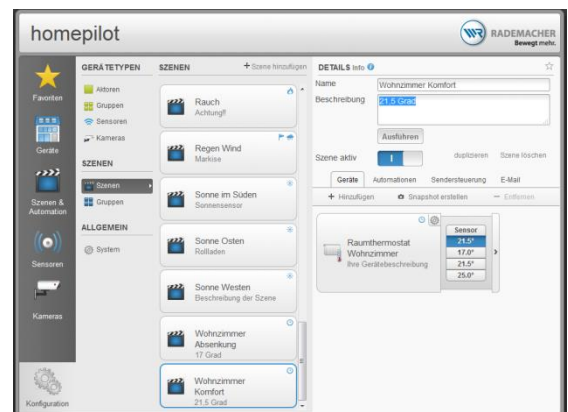 homepilot
WR RADEMACHER
Bewegt mehr.
Favoriten
Geräte
Szenen &
Automation
Sensoren
Kameras
Konfiguration
GERÄTETYPEN
Aktoren
Gruppen
Sensoren
Kameras
SZENEN
Szenen
Gruppen
ALLGEMEIN
System
SZENEN + Szene hinzufügen
Rauch
Achtung!!
Regen Wind
Markise
Sonne im Süden
Sonnensensor
Sonne Osten
Rollladen
Sonne Westen
Beschreibung der Szene
Wohnzimmer
Absenkung
17 Grad
Wohnzimmer
Komfort
21,5 Grad
DETAILS Info
Name Wohnzimmer Komfort
Beschreibung 21,5 Grad
Ausführen
Szene aktiv duplizieren Szene löschen
Geräte Automationen Sendersteuerung E-Mail
+ Hinzufügen Snapshot erstellen − Entfernen
Raumthermostat
Wohnzimmer
Ihre Gerätebeschreibung
Sensor
21.5°
17.0°
21.5°
25.0°